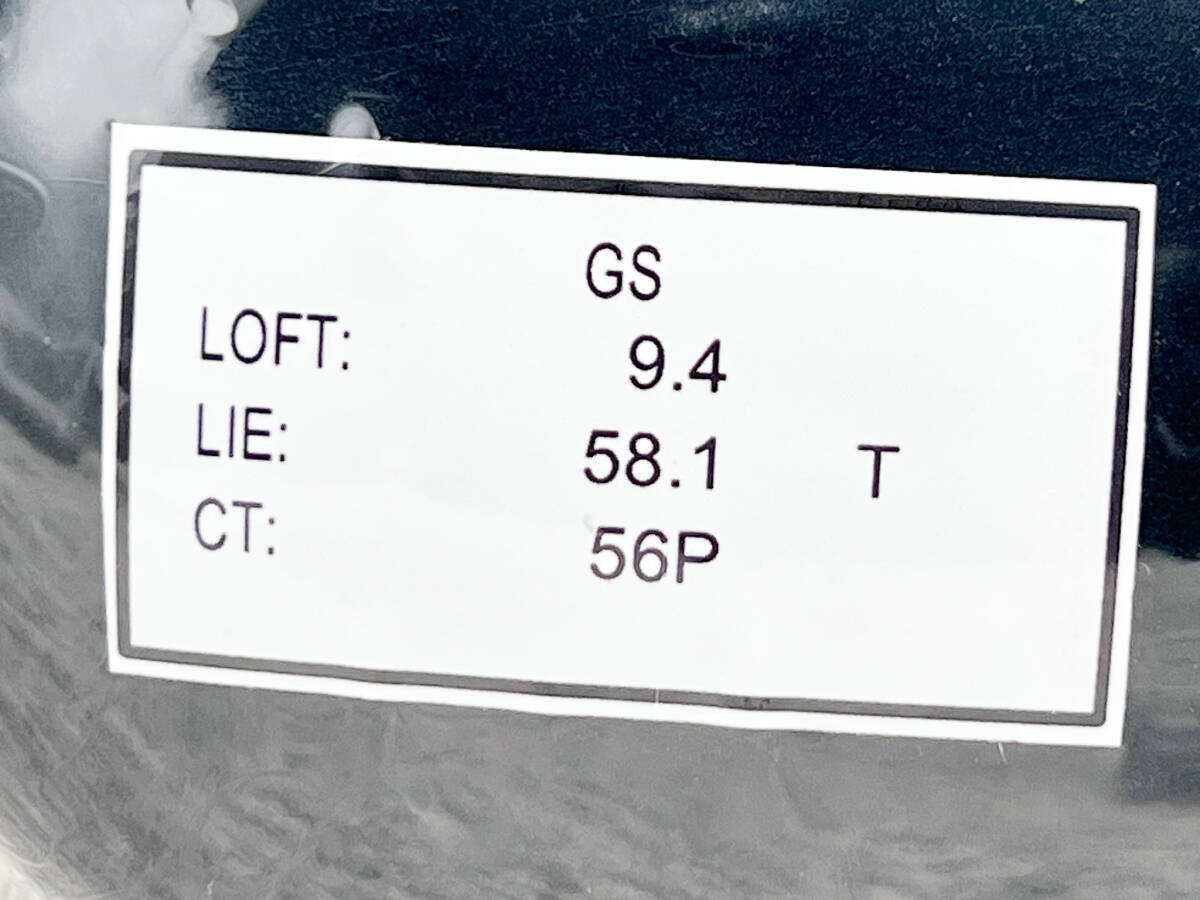 GS
LOFT: 9.4
LIE: 58.1 T
CT: 56P